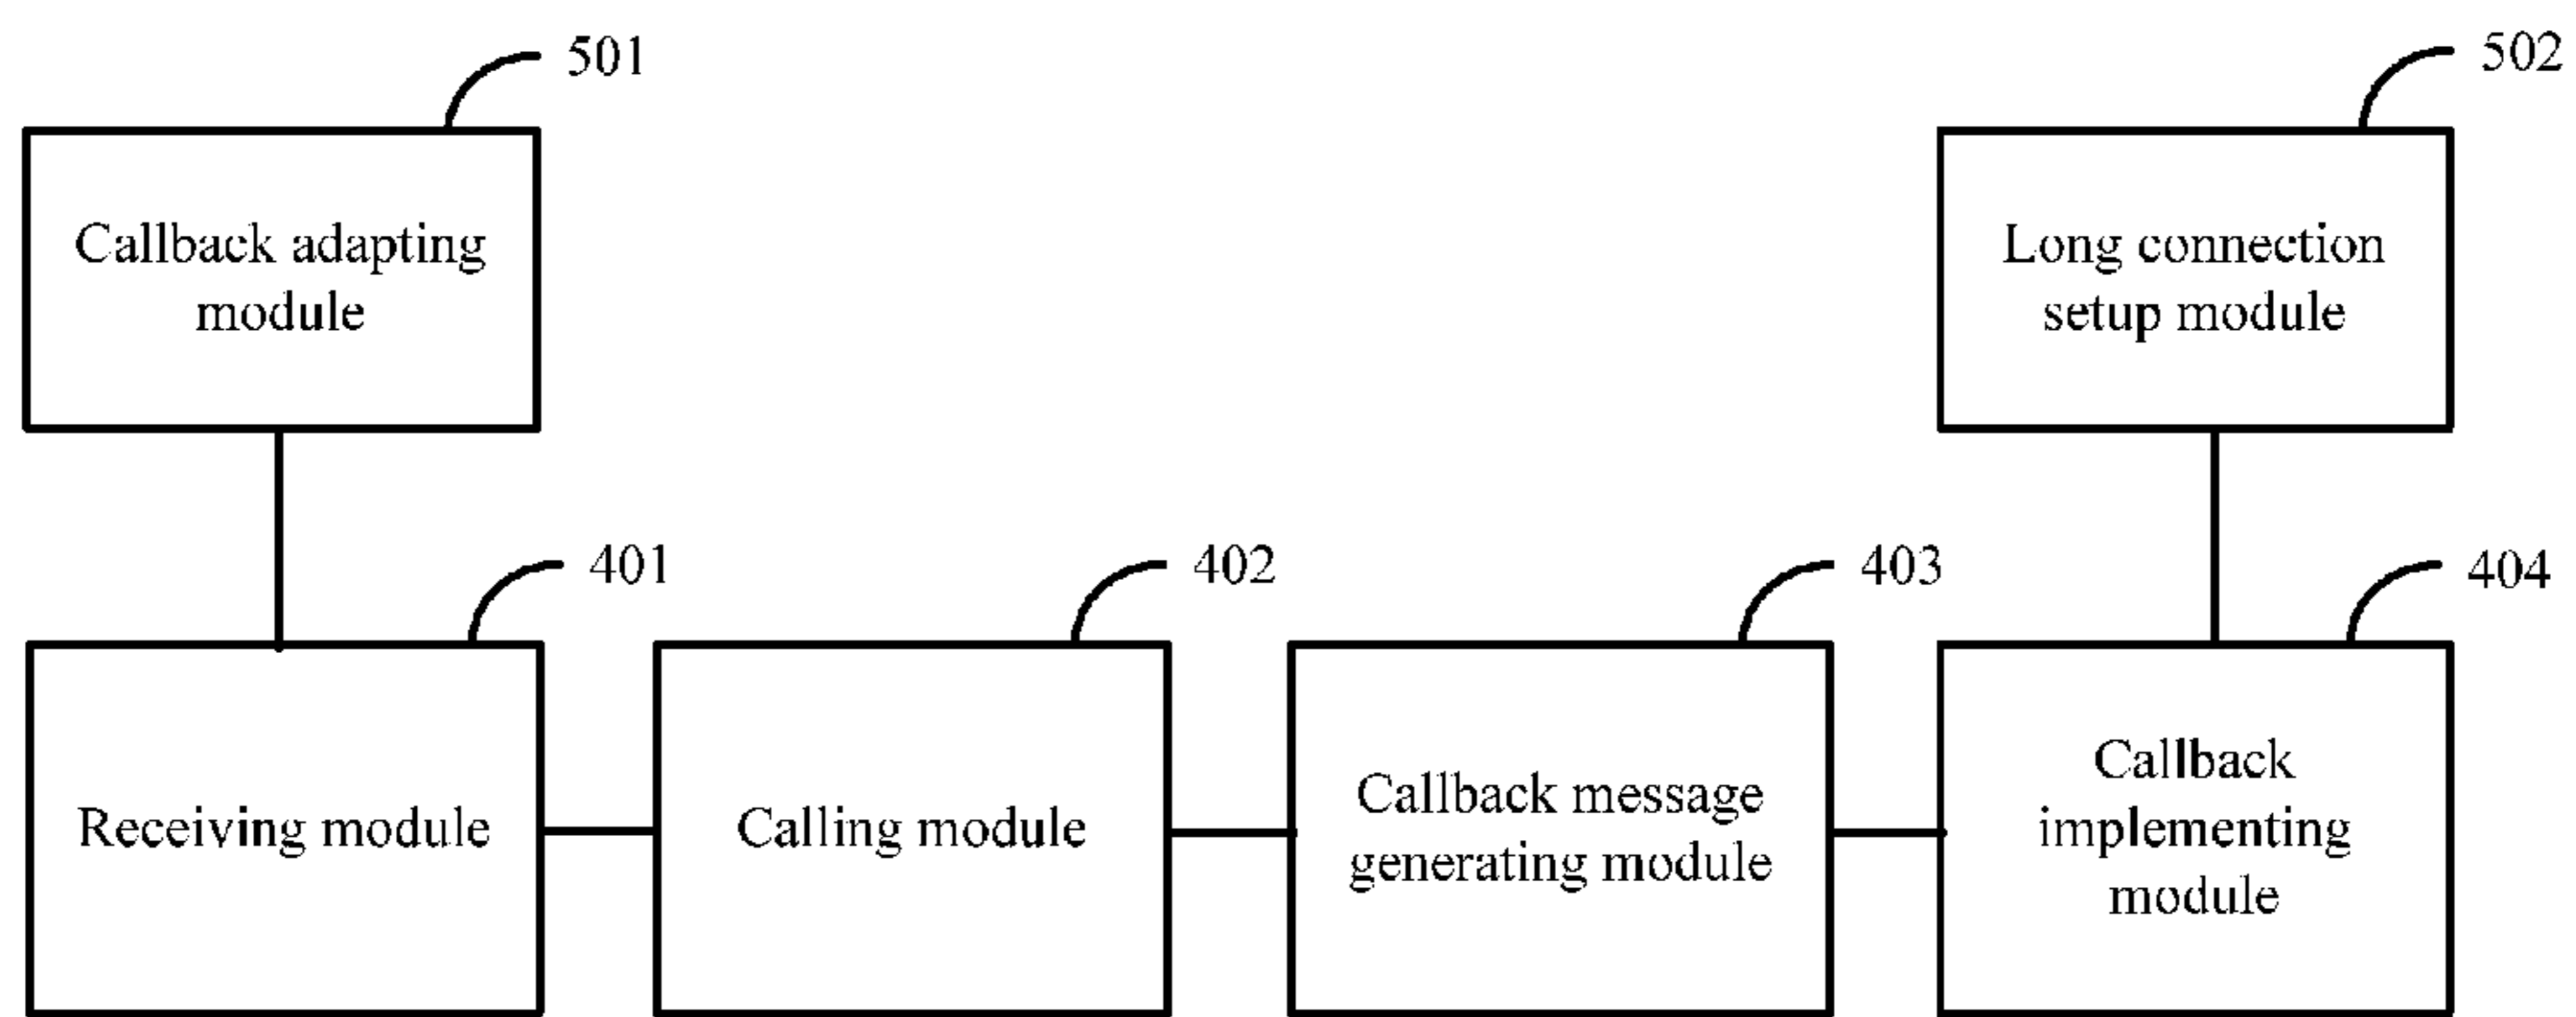 501
502
Callback adapting
module
Long connection
setup module
401
402
403
404
Receiving module
Calling module
Callback message
generating module
Callback
implementing
module